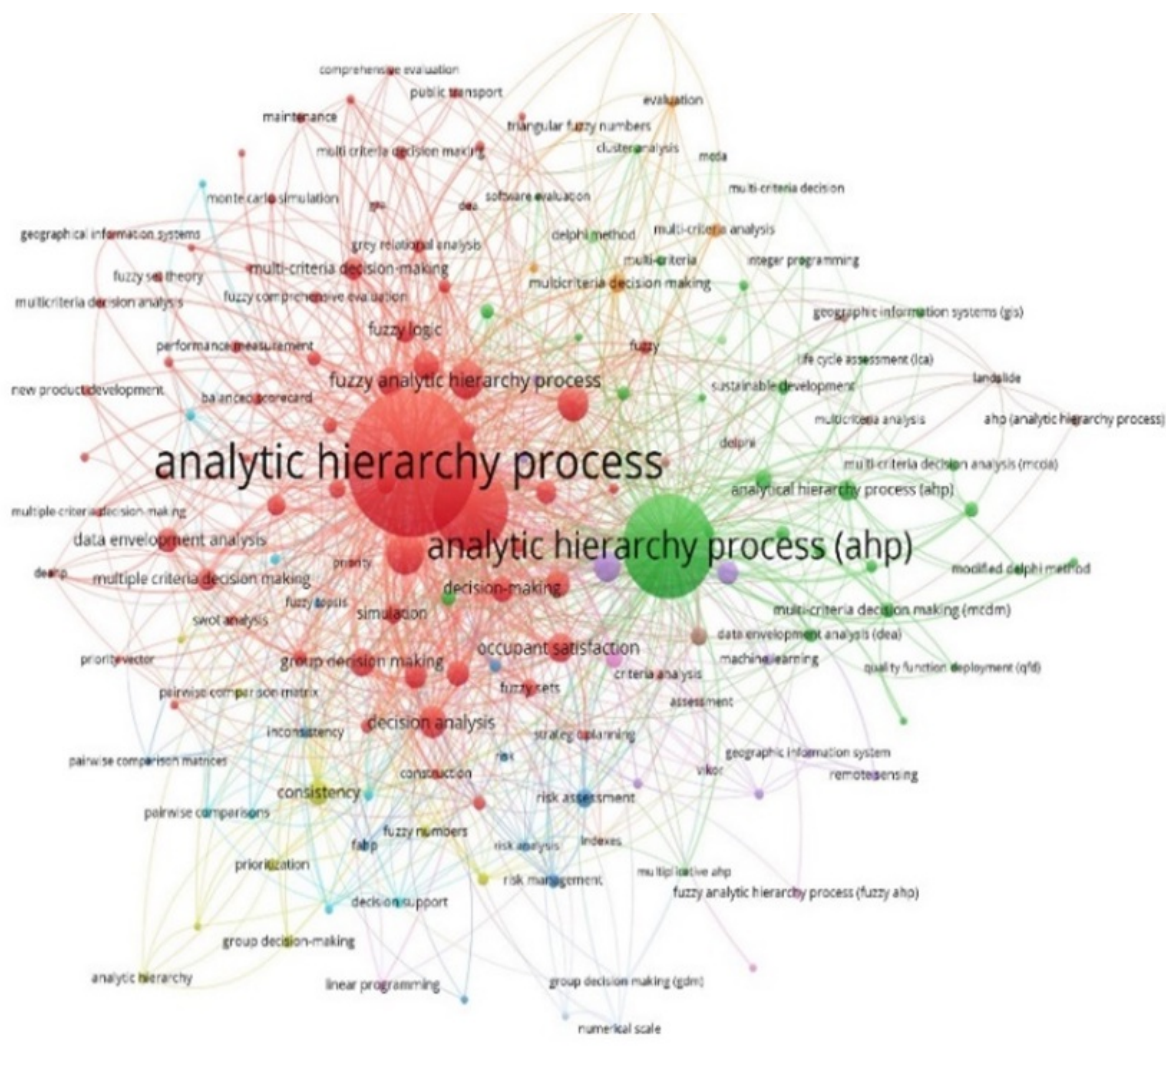 comprehensive evaluation
public transport
evaluation
maintenance
triangular fuzzy numbers
multi criteria decision making
cluster analysis
mcda
multi-criteria decision
monte carlo simulation
software evaluation
dea
geographical information systems
grey relational analysis
delphi method
multi-criteria analysis
multi-criteria
integer programming
fuzzy set theory
multi-criteria decision-making
multicriteria decision making
multicriteria decision analysis
fuzzy comprehensive evaluation
geographic information systems (gis)
fuzzy logic
performance measurement
fuzzy
life cycle assessment (lca)
landslide
fuzzy analytic hierarchy process
sustainable development
new product development
balanced scorecard
multicriteria analysis
ahp (analytic hierarchy process)
delphi
analytic hierarchy process
multi-criteria decision analysis (mcda)
analytical hierarchy process (ahp)
multiple-criteria decision-making
data envelopment analysis
analytic hierarchy process (ahp)
priority
deahp
multiple criteria decision making
modified delphi method
decision-making
fuzzy topsis
simulation
multi-criteria decision making (mcdm)
swot analysis
data envelopment analysis (dea)
occupant satisfaction
priority vector
group decision making
machine learning
quality function deployment (qfd)
criteria analysis
fuzzy sets
pairwise comparison matrix
assessment
decision analysis
inconsistency
strategic planning
risk
geographic information system
pairwise comparison matrices
construction
vikor
remote sensing
consistency
risk assessment
pairwise comparisons
fuzzy numbers
fahp
risk analysis
indexes
prioritization
risk management
multiplicative ahp
fuzzy analytic hierarchy process (fuzzy ahp)
decision support
group decision-making
analytic hierarchy
linear programming
group decision making (gdm)
numerical scale